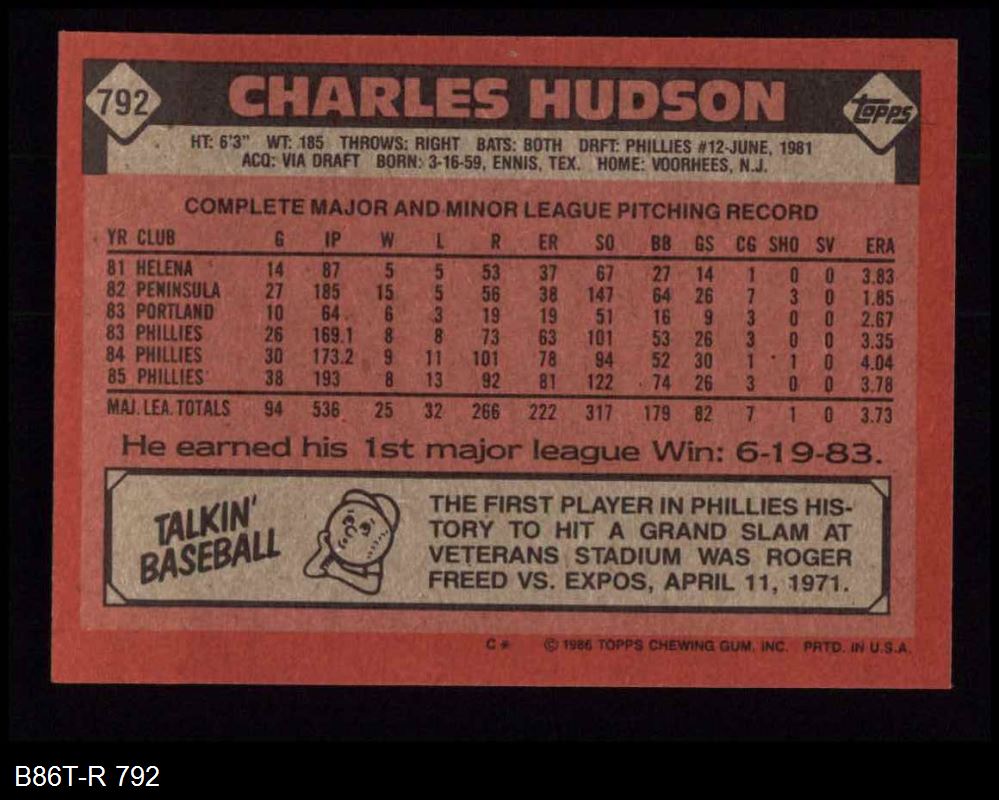 792 CHARLES HUDSON topps
HT: 6'3" WT: 185 THROWS: RIGHT BATS: BOTH DRFT: PHILLIES #12-JUNE, 1981
ACQ: VIA DRAFT BORN: 3-16-59, ENNIS, TEX. HOME: VOORHEES, N.J.
COMPLETE MAJOR AND MINOR LEAGUE PITCHING RECORD
YR CLUB G IP W L R ER SO BB GS CG SHO SV ERA
81 HELENA 14 87 5 5 53 37 67 27 14 1 0 0 3.83
82 PENINSULA 27 185 15 5 56 38 147 64 26 7 3 0 1.85
83 PORTLAND 10 64 6 3 19 19 51 16 9 3 0 0 2.67
83 PHILLIES 26 169.1 8 8 73 63 101 53 26 3 0 0 3.35
84 PHILLIES 30 173.2 9 11 101 78 94 52 30 1 1 0 4.04
85 PHILLIES 38 193 8 13 92 81 122 74 26 3 0 0 3.78
MAJ. LEA. TOTALS 94 536 25 32 266 222 317 179 82 7 1 0 3.73
He earned his 1st major league Win: 6-19-83.
TALKIN'
BASEBALL
THE FIRST PLAYER IN PHILLIES HIS-
TORY TO HIT A GRAND SLAM AT
VETERANS STADIUM WAS ROGER
FREED VS. EXPOS, APRIL 11, 1971.
C* © 1986 TOPPS CHEWING GUM, INC. PRTD. IN U.S.A.
B86T-R 792